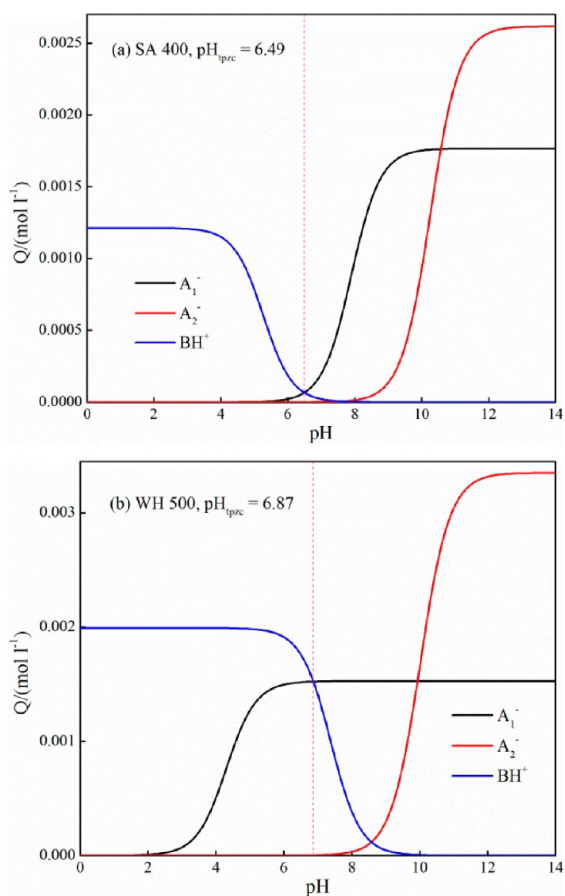 (a) SA 400, pHtpzc = 6.49
0.0025
0.0020
0.0015
0.0010
0.0005
0.0000
Q/(mol l⁻¹)
A₁⁻
A₂⁻
BH⁺
0 2 4 6 8 10 12 14
pH
(b) WH 500, pHtpzc = 6.87
0.003
0.002
0.001
0.000
Q/(mol l⁻¹)
A₁⁻
A₂⁻
BH⁺
0 2 4 6 8 10 12 14
pH